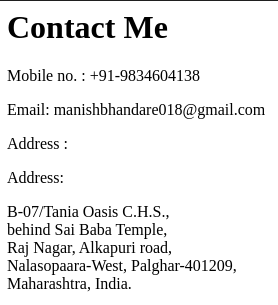 Contact Me
Mobile no. : +91-9834604138
Email: manishbhandare018@gmail.com
Address :
Address:
B-07/Tania Oasis C.H.S.,
behind Sai Baba Temple,
Raj Nagar, Alkapuri road,
Nalasopaara-West, Palghar-401209,
Maharashtra, India.